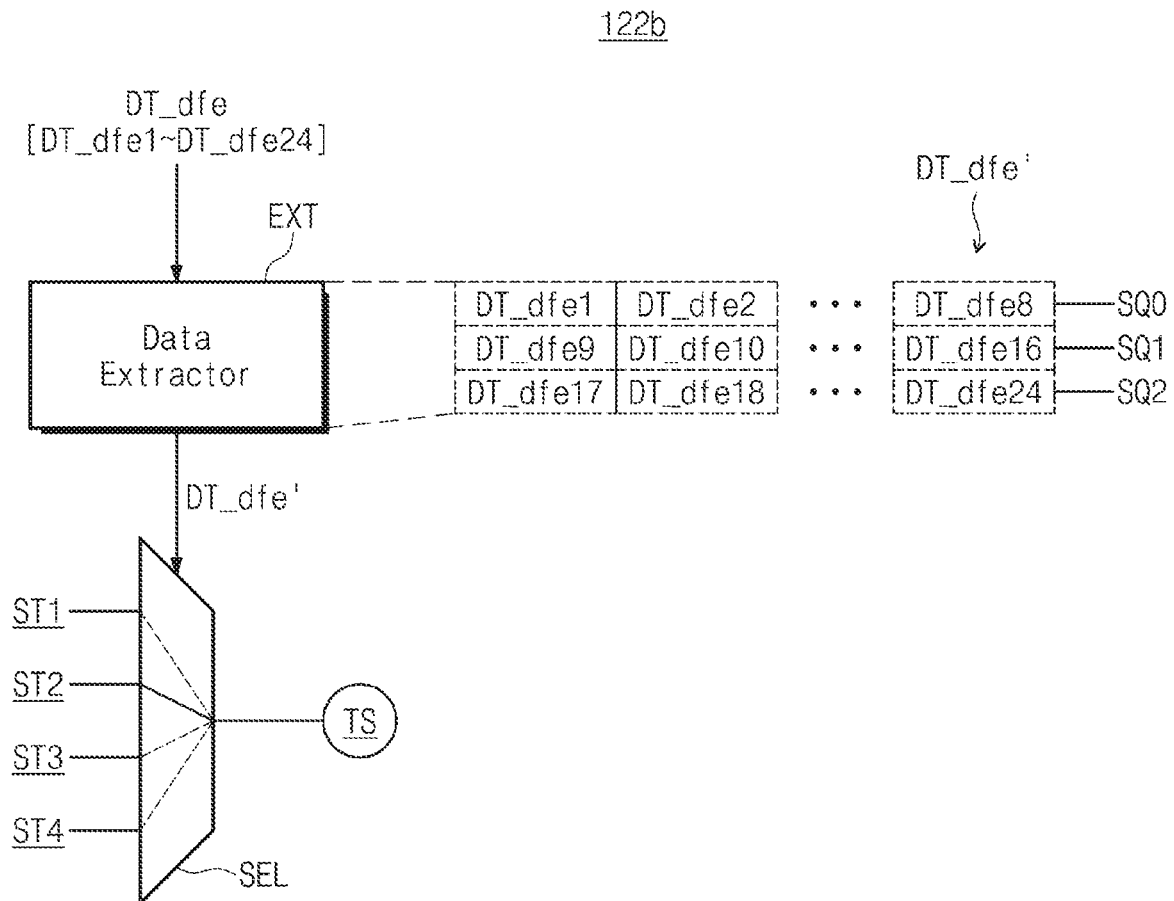 122b
DT_dfe
[DT_dfe1~DT_dfe24]
DT_dfe'
EXT
Data
Extractor
DT_dfe1 DT_dfe2 • • • DT_dfe8 SQ0
DT_dfe9 DT_dfe10 • • • DT_dfe16 SQ1
DT_dfe17 DT_dfe18 • • • DT_dfe24 SQ2
DT_dfe'
ST1
ST2
TS
ST3
ST4
SEL